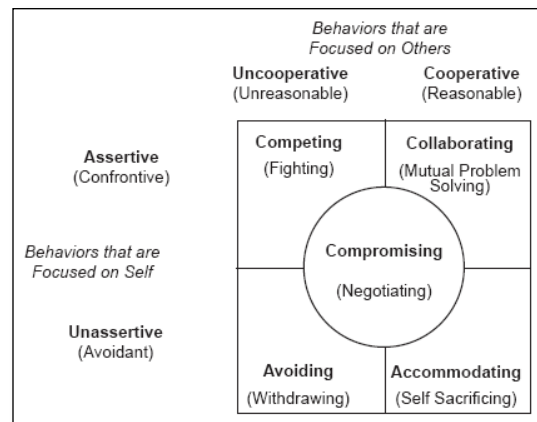 Behaviors that are
Focused on Others
Uncooperative
(Unreasonable)
Cooperative
(Reasonable)
Assertive
(Confrontive)
Competing
(Fighting)
Collaborating
(Mutual Problem
Solving)
Behaviors that are
Focused on Self
Compromising
(Negotiating)
Unassertive
(Avoidant)
Avoiding
(Withdrawing)
Accommodating
(Self Sacrificing)